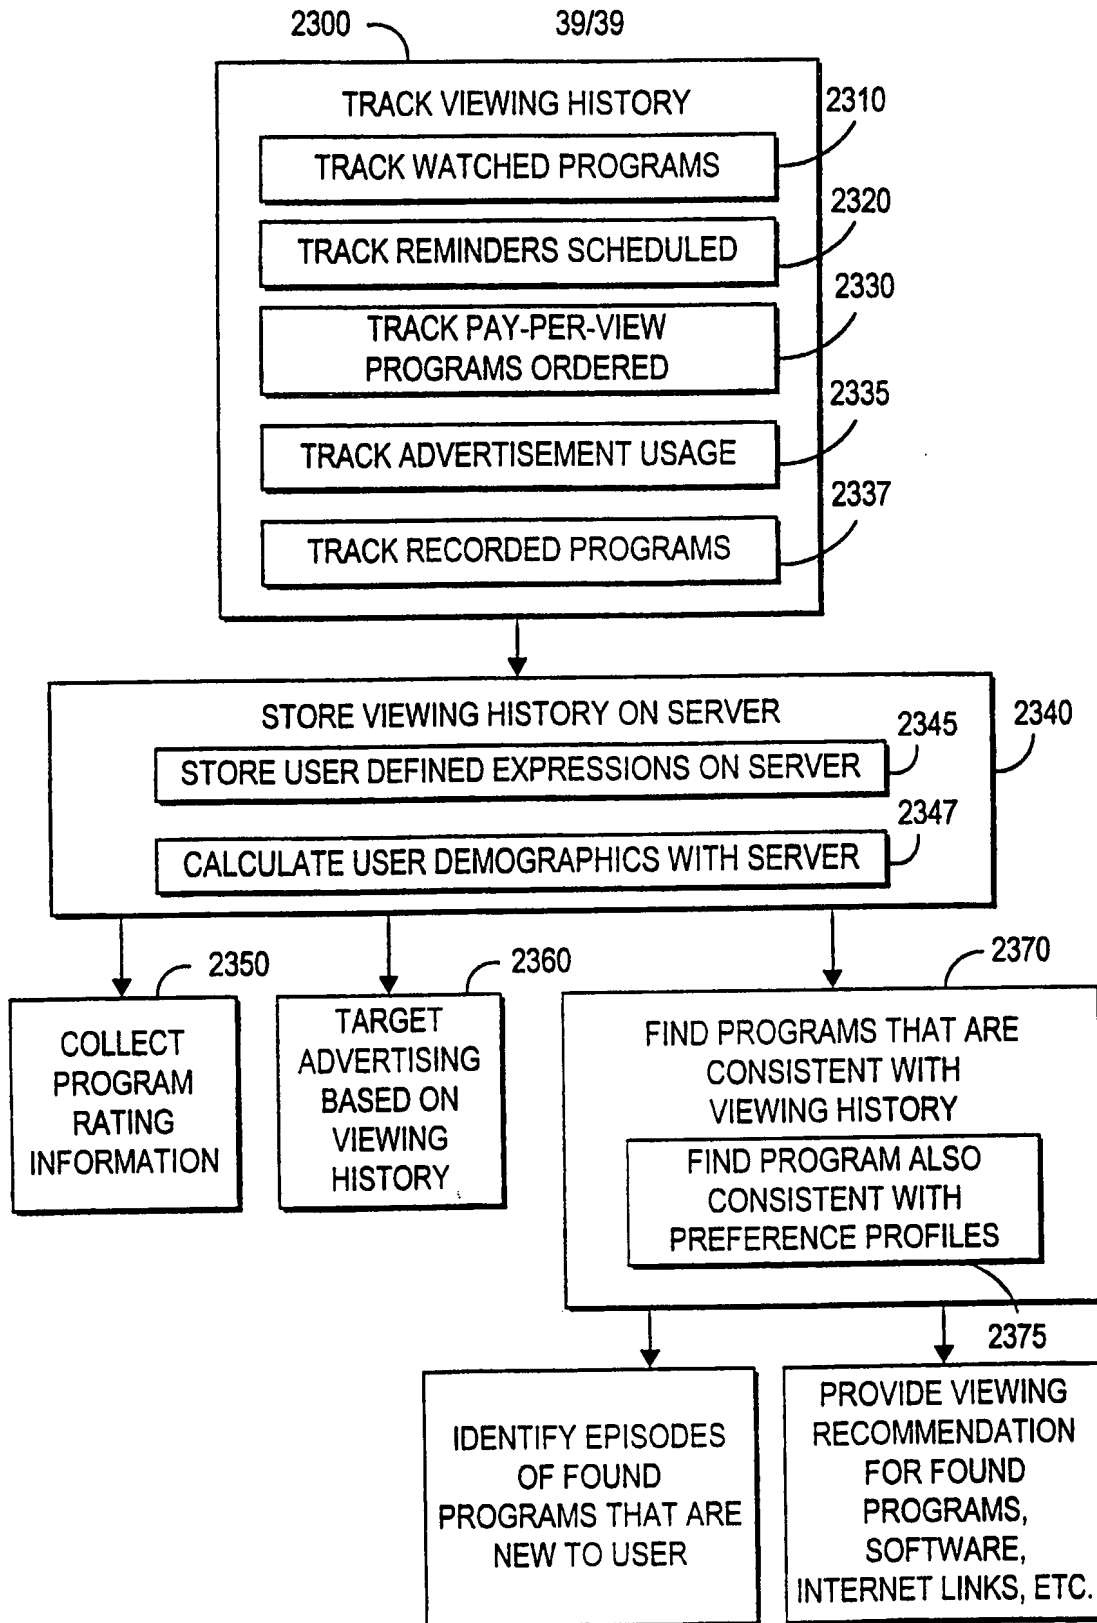 2300
39/39
TRACK VIEWING HISTORY
2310
TRACK WATCHED PROGRAMS
2320
TRACK REMINDERS SCHEDULED
2330
TRACK PAY-PER-VIEW
PROGRAMS ORDERED
2335
TRACK ADVERTISEMENT USAGE
2337
TRACK RECORDED PROGRAMS
STORE VIEWING HISTORY ON SERVER
2345
2340
STORE USER DEFINED EXPRESSIONS ON SERVER
2347
CALCULATE USER DEMOGRAPHICS WITH SERVER
2350
COLLECT
PROGRAM
RATING
INFORMATION
2360
TARGET
ADVERTISING
BASED ON
VIEWING
HISTORY
2370
FIND PROGRAMS THAT ARE
CONSISTENT WITH
VIEWING HISTORY
FIND PROGRAM ALSO
CONSISTENT WITH
PREFERENCE PROFILES
2375
IDENTIFY EPISODES
OF FOUND
PROGRAMS THAT ARE
NEW TO USER
PROVIDE VIEWING
RECOMMENDATION
FOR FOUND
PROGRAMS,
SOFTWARE,
INTERNET LINKS, ETC.